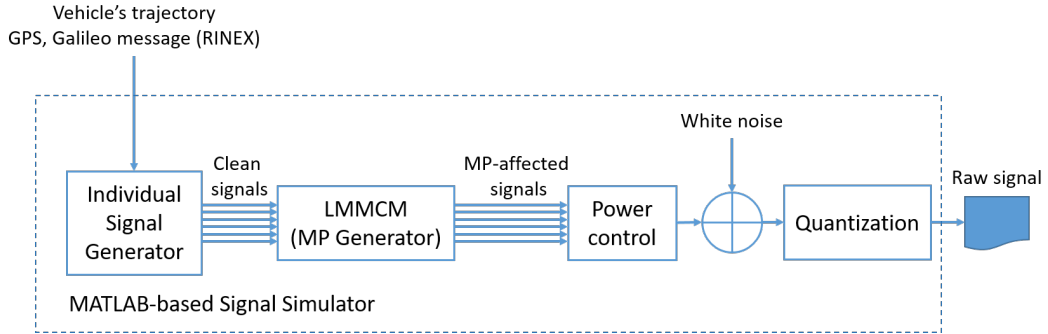 Vehicle's trajectory
GPS, Galileo message (RINEX)
White noise
Clean
signals
MP-affected
signals
Raw signal
Individual
Signal
Generator
LMMCM
(MP Generator)
Power
control
Quantization
MATLAB-based Signal Simulator